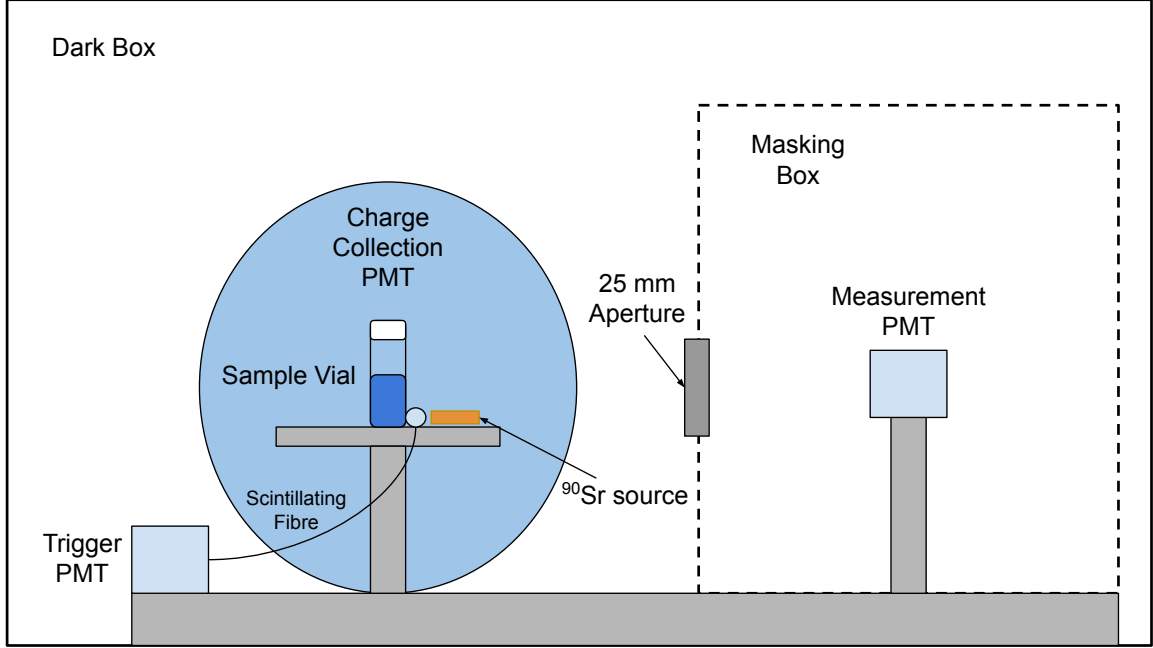 Dark Box
Masking
Box
Charge
Collection
PMT
25 mm
Aperture
Measurement
PMT
Sample Vial
⁹⁰Sr source
Scintillating
Fibre
Trigger
PMT